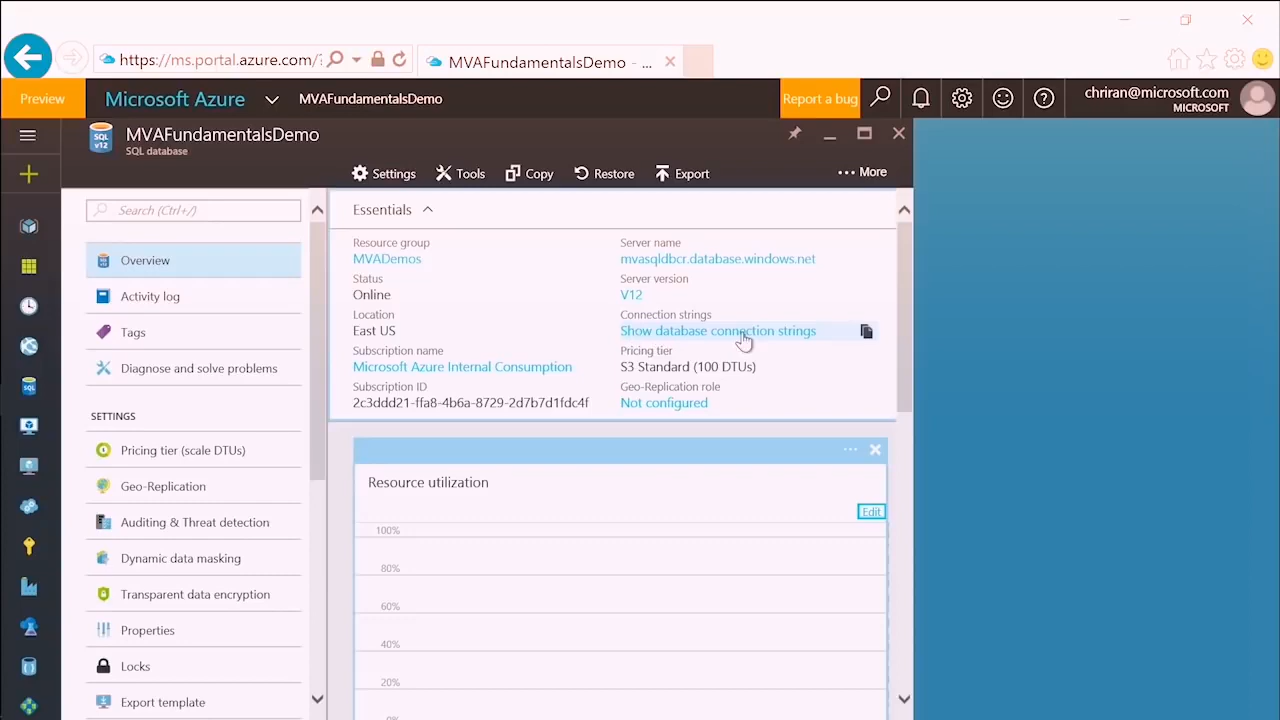 https://ms.portal.azure.com/
MVAFundamentalsDemo - ...
Preview
Microsoft Azure
MVAFundamentalsDemo
Report a bug
chriran@microsoft.com
MICROSOFT
SQL v12
MVAFundamentalsDemo
SQL database
Settings
Tools
Copy
Restore
Export
More
Search (Ctrl+/)
Overview
Activity log
Tags
Diagnose and solve problems
SETTINGS
Pricing tier (scale DTUs)
Geo-Replication
Auditing & Threat detection
Dynamic data masking
Transparent data encryption
Properties
Locks
Export template
Essentials
Resource group
MVADemos
Status
Online
Location
East US
Subscription name
Microsoft Azure Internal Consumption
Subscription ID
2c3ddd21-ffa8-4b6a-8729-2d7b7d1fdc4f
Server name
mvasqldbcr.database.windows.net
Server version
V12
Connection strings
Show database connection strings
Pricing tier
S3 Standard (100 DTUs)
Geo-Replication role
Not configured
Resource utilization
Edit
100%
80%
60%
40%
20%
0%